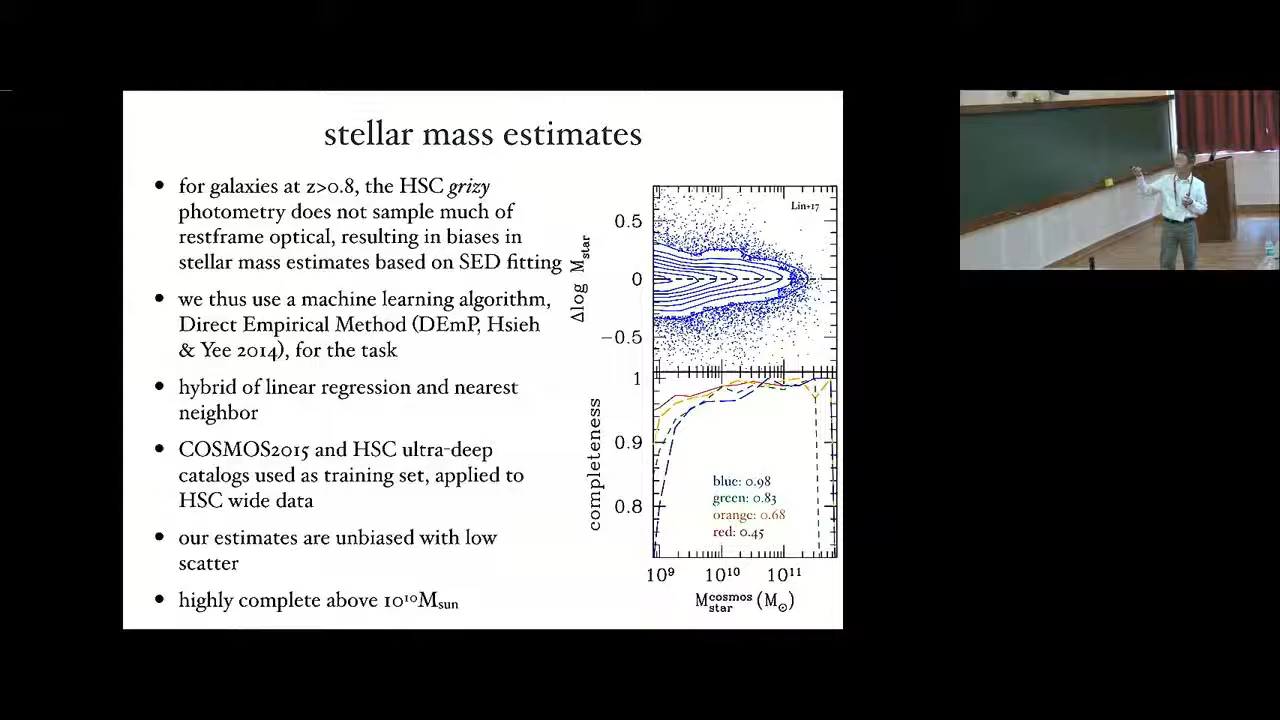 stellar mass estimates
• for galaxies at z>0.8, the HSC grizy
photometry does not sample much of
restframe optical, resulting in biases in
stellar mass estimates based on SED fitting
• we thus use a machine learning algorithm,
Direct Empirical Method (DEmP, Hsieh
& Yee 2014), for the task
• hybrid of linear regression and nearest
neighbor
• COSMOS2015 and HSC ultra-deep
catalogs used as training set, applied to
HSC wide data
• our estimates are unbiased with low
scatter
• highly complete above 10¹⁰Msun
Lin+17
Δlog Mstar
0.5
0
−0.5
completeness
1
0.9
0.8
blue: 0.98
green: 0.83
orange: 0.68
red: 0.45
10⁹ 10¹⁰ 10¹¹
Mstar^cosmos (M⊙)